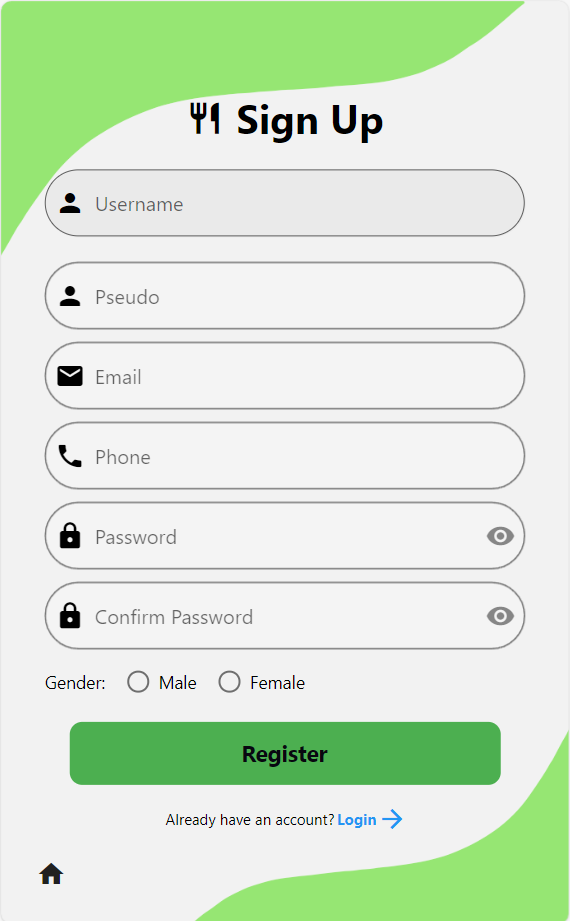 Sign Up
Username
Pseudo
Email
Phone
Password
Confirm Password
Gender: Male Female
Register
Already have an account? Login